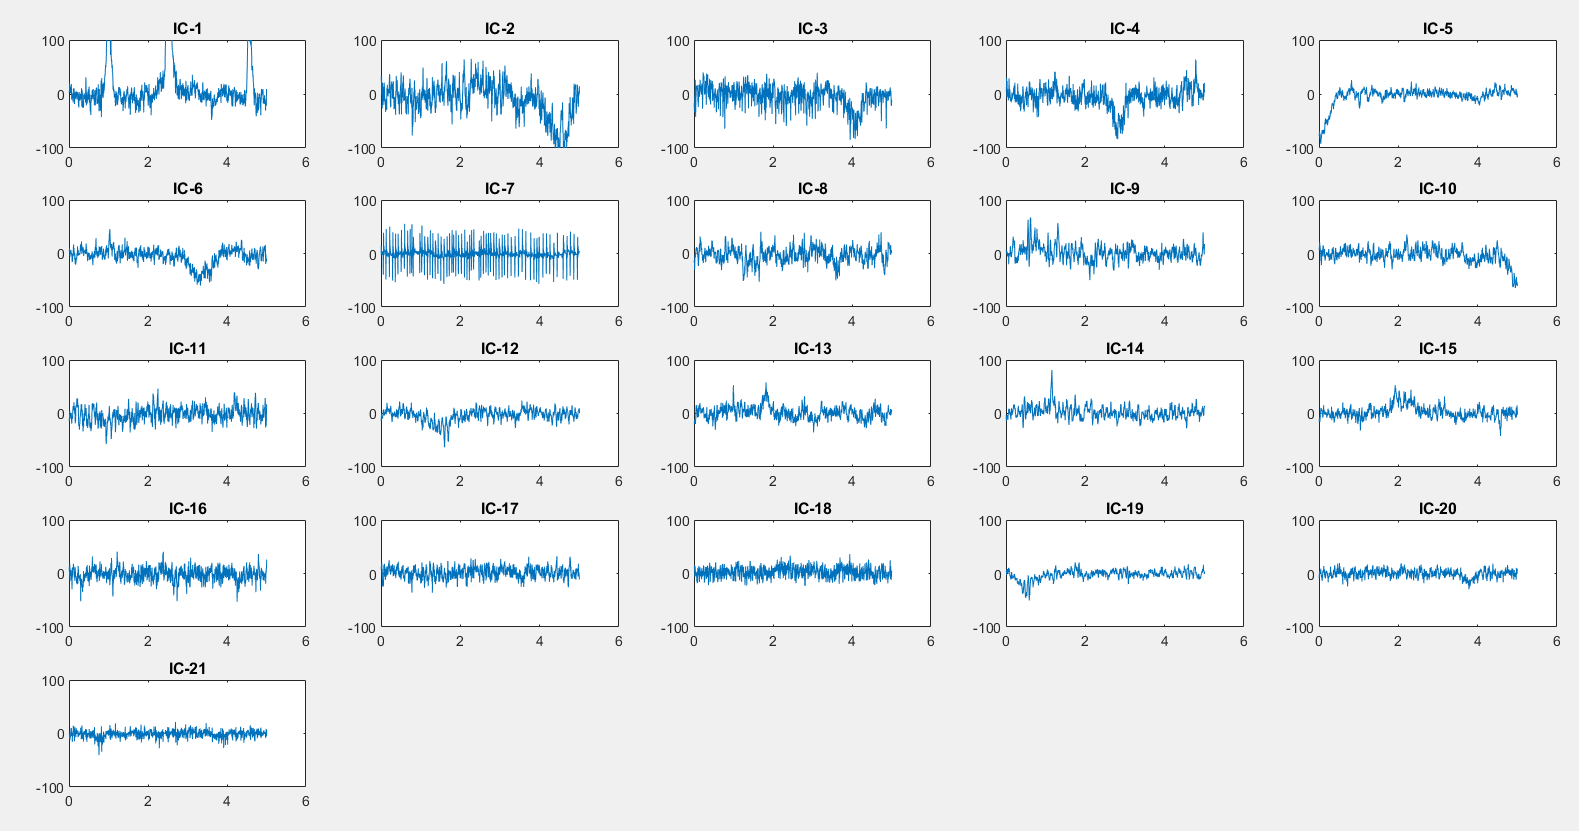 IC-1 IC-2 IC-3 IC-4 IC-5
100 100 100 100 100
0 0 0 0 0
-100 -100 -100 -100 -100
0 2 4 6 0 2 4 6 0 2 4 6 0 2 4 6 0 2 4 6
IC-6 IC-7 IC-8 IC-9 IC-10
100 100 100 100 100
0 0 0 0 0
-100 -100 -100 -100 -100
0 2 4 6 0 2 4 6 0 2 4 6 0 2 4 6 0 2 4 6
IC-11 IC-12 IC-13 IC-14 IC-15
100 100 100 100 100
0 0 0 0 0
-100 -100 -100 -100 -100
0 2 4 6 0 2 4 6 0 2 4 6 0 2 4 6 0 2 4 6
IC-16 IC-17 IC-18 IC-19 IC-20
100 100 100 100 100
0 0 0 0 0
-100 -100 -100 -100 -100
0 2 4 6 0 2 4 6 0 2 4 6 0 2 4 6 0 2 4 6
IC-21
100
0
-100
0 2 4 6